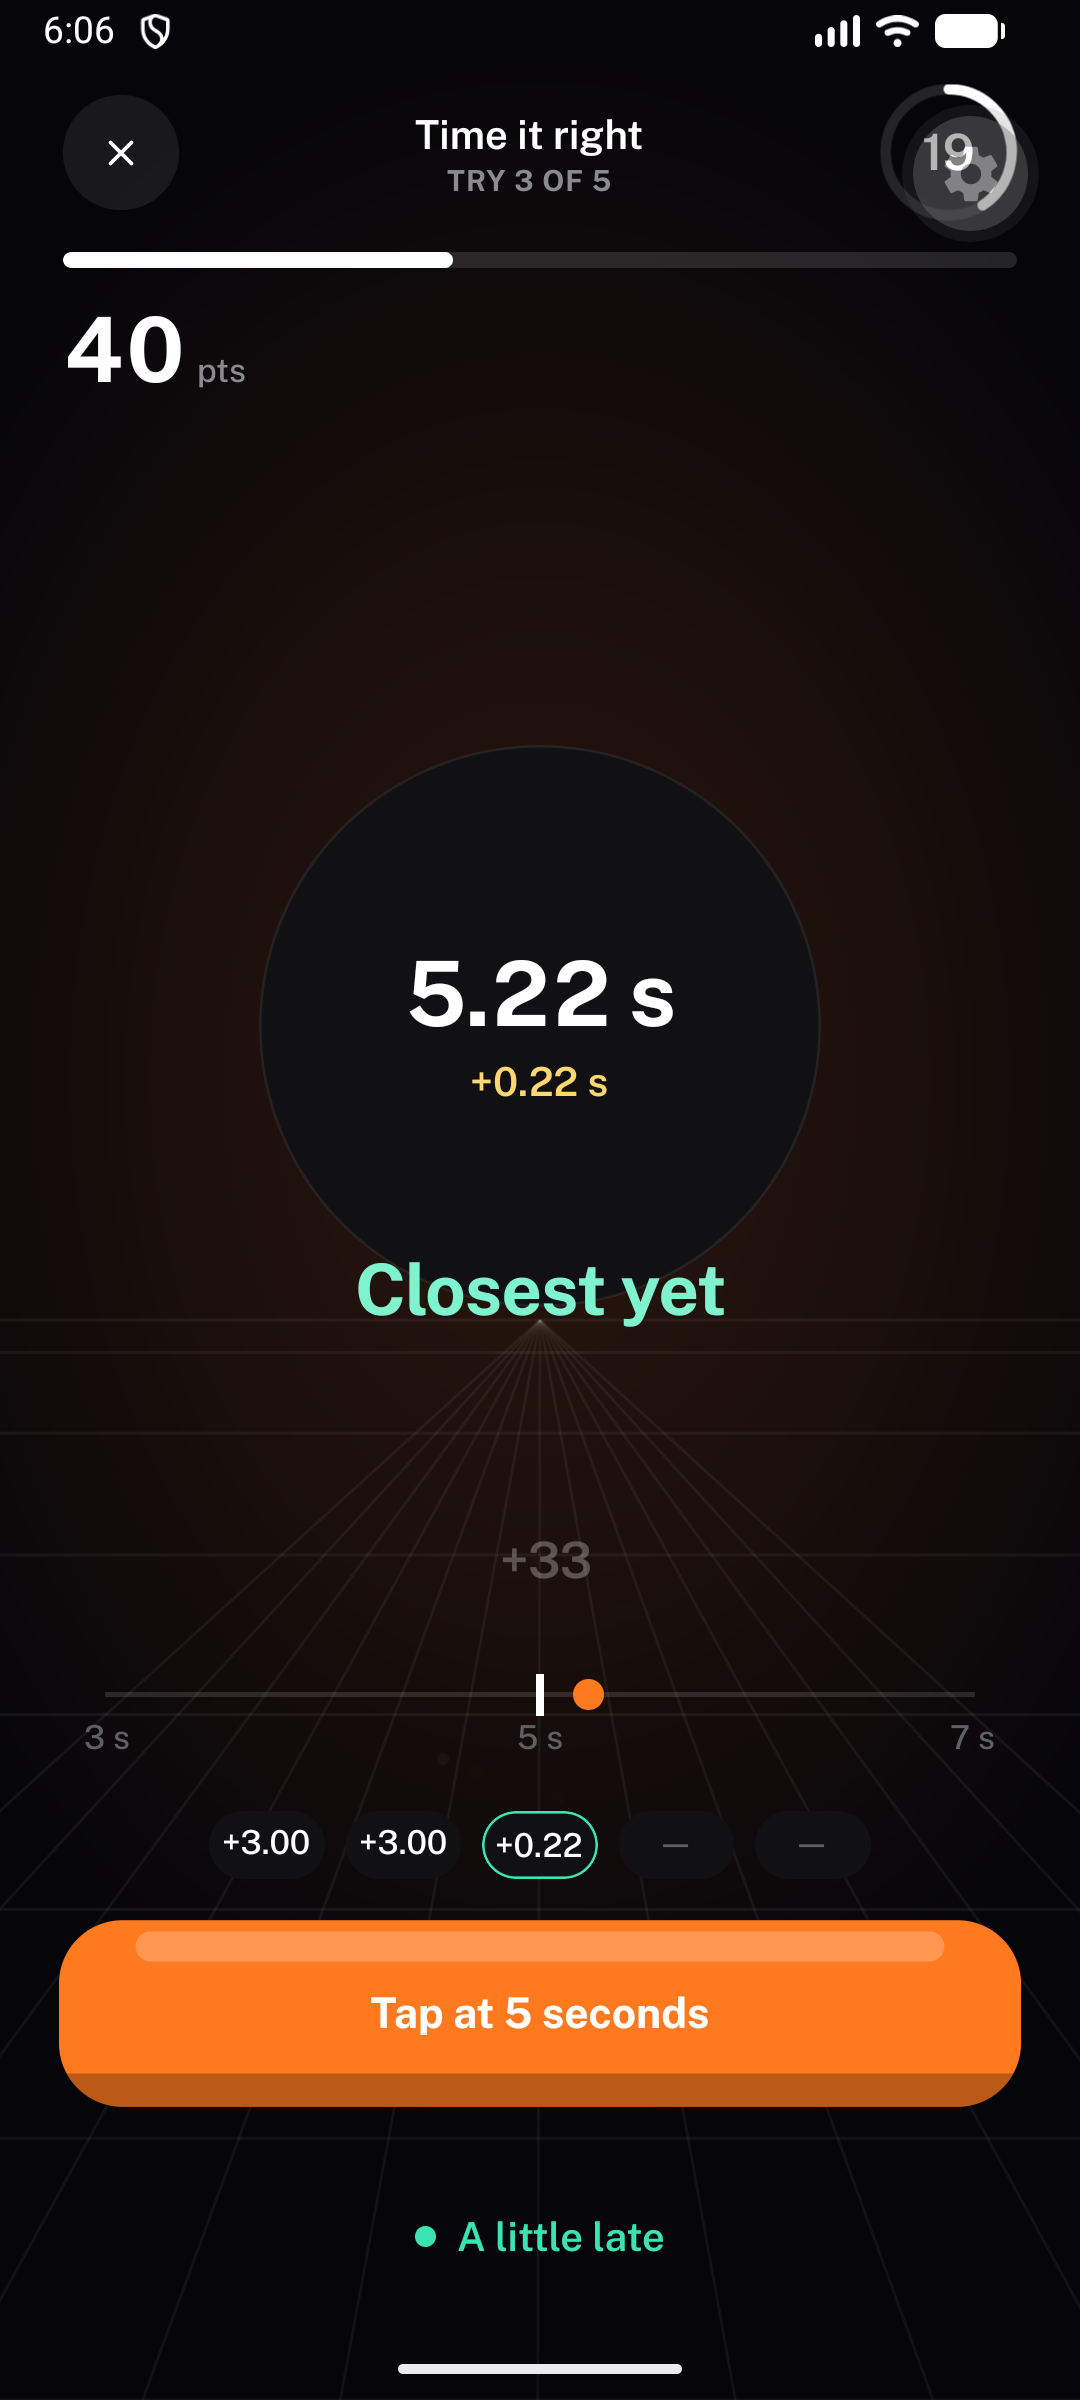 6:06
Time it right
TRY 3 OF 5
19
40 pts
5.22 s
+0.22 s
Closest yet
+33
3 s 5 s 7 s
+3.00 +3.00 +0.22 — —
Tap at 5 seconds
A little late